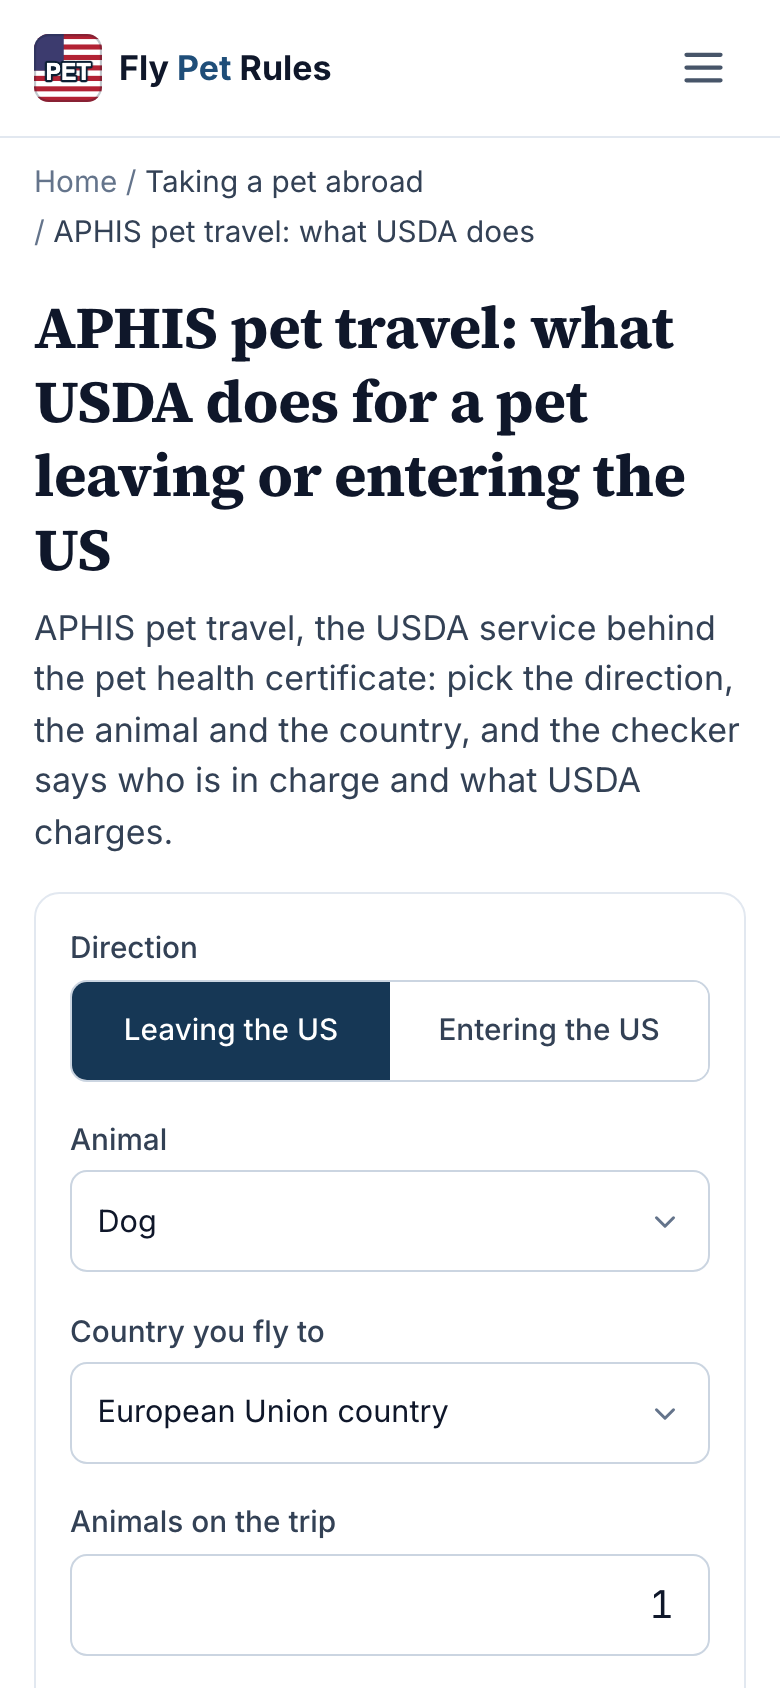 PET
Fly Pet Rules
Home / Taking a pet abroad
/ APHIS pet travel: what USDA does
APHIS pet travel: what
USDA does for a pet
leaving or entering the
US
APHIS pet travel, the USDA service behind
the pet health certificate: pick the direction,
the animal and the country, and the checker
says who is in charge and what USDA
charges.
Direction
Leaving the US
Entering the US
Animal
Dog
Country you fly to
European Union country
Animals on the trip
1